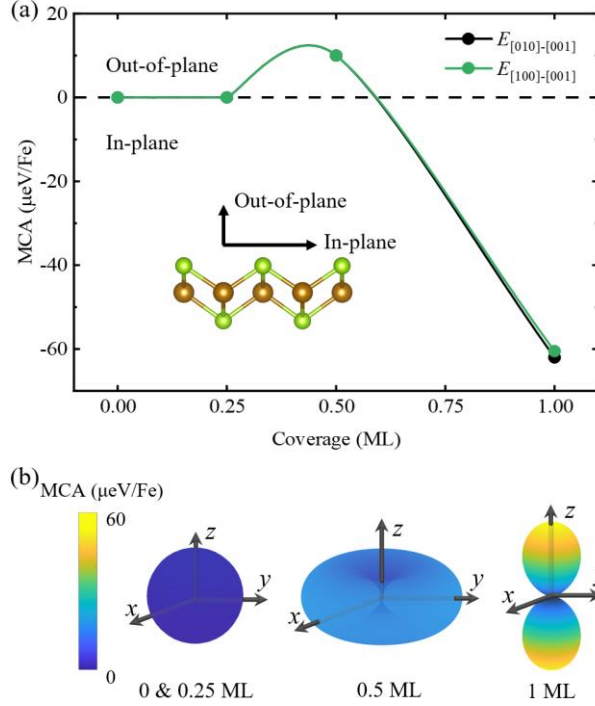 (a)
20
0
-20
-40
-60
MCA (μeV/Fe)
Out-of-plane
In-plane
E[010]-[001]
E[100]-[001]
Out-of-plane
In-plane
0.00 0.25 0.50 0.75 1.00
Coverage (ML)
(b)
MCA (μeV/Fe)
60
0
z
y
x
0 & 0.25 ML
z
y
x
0.5 ML
z
x
1 ML